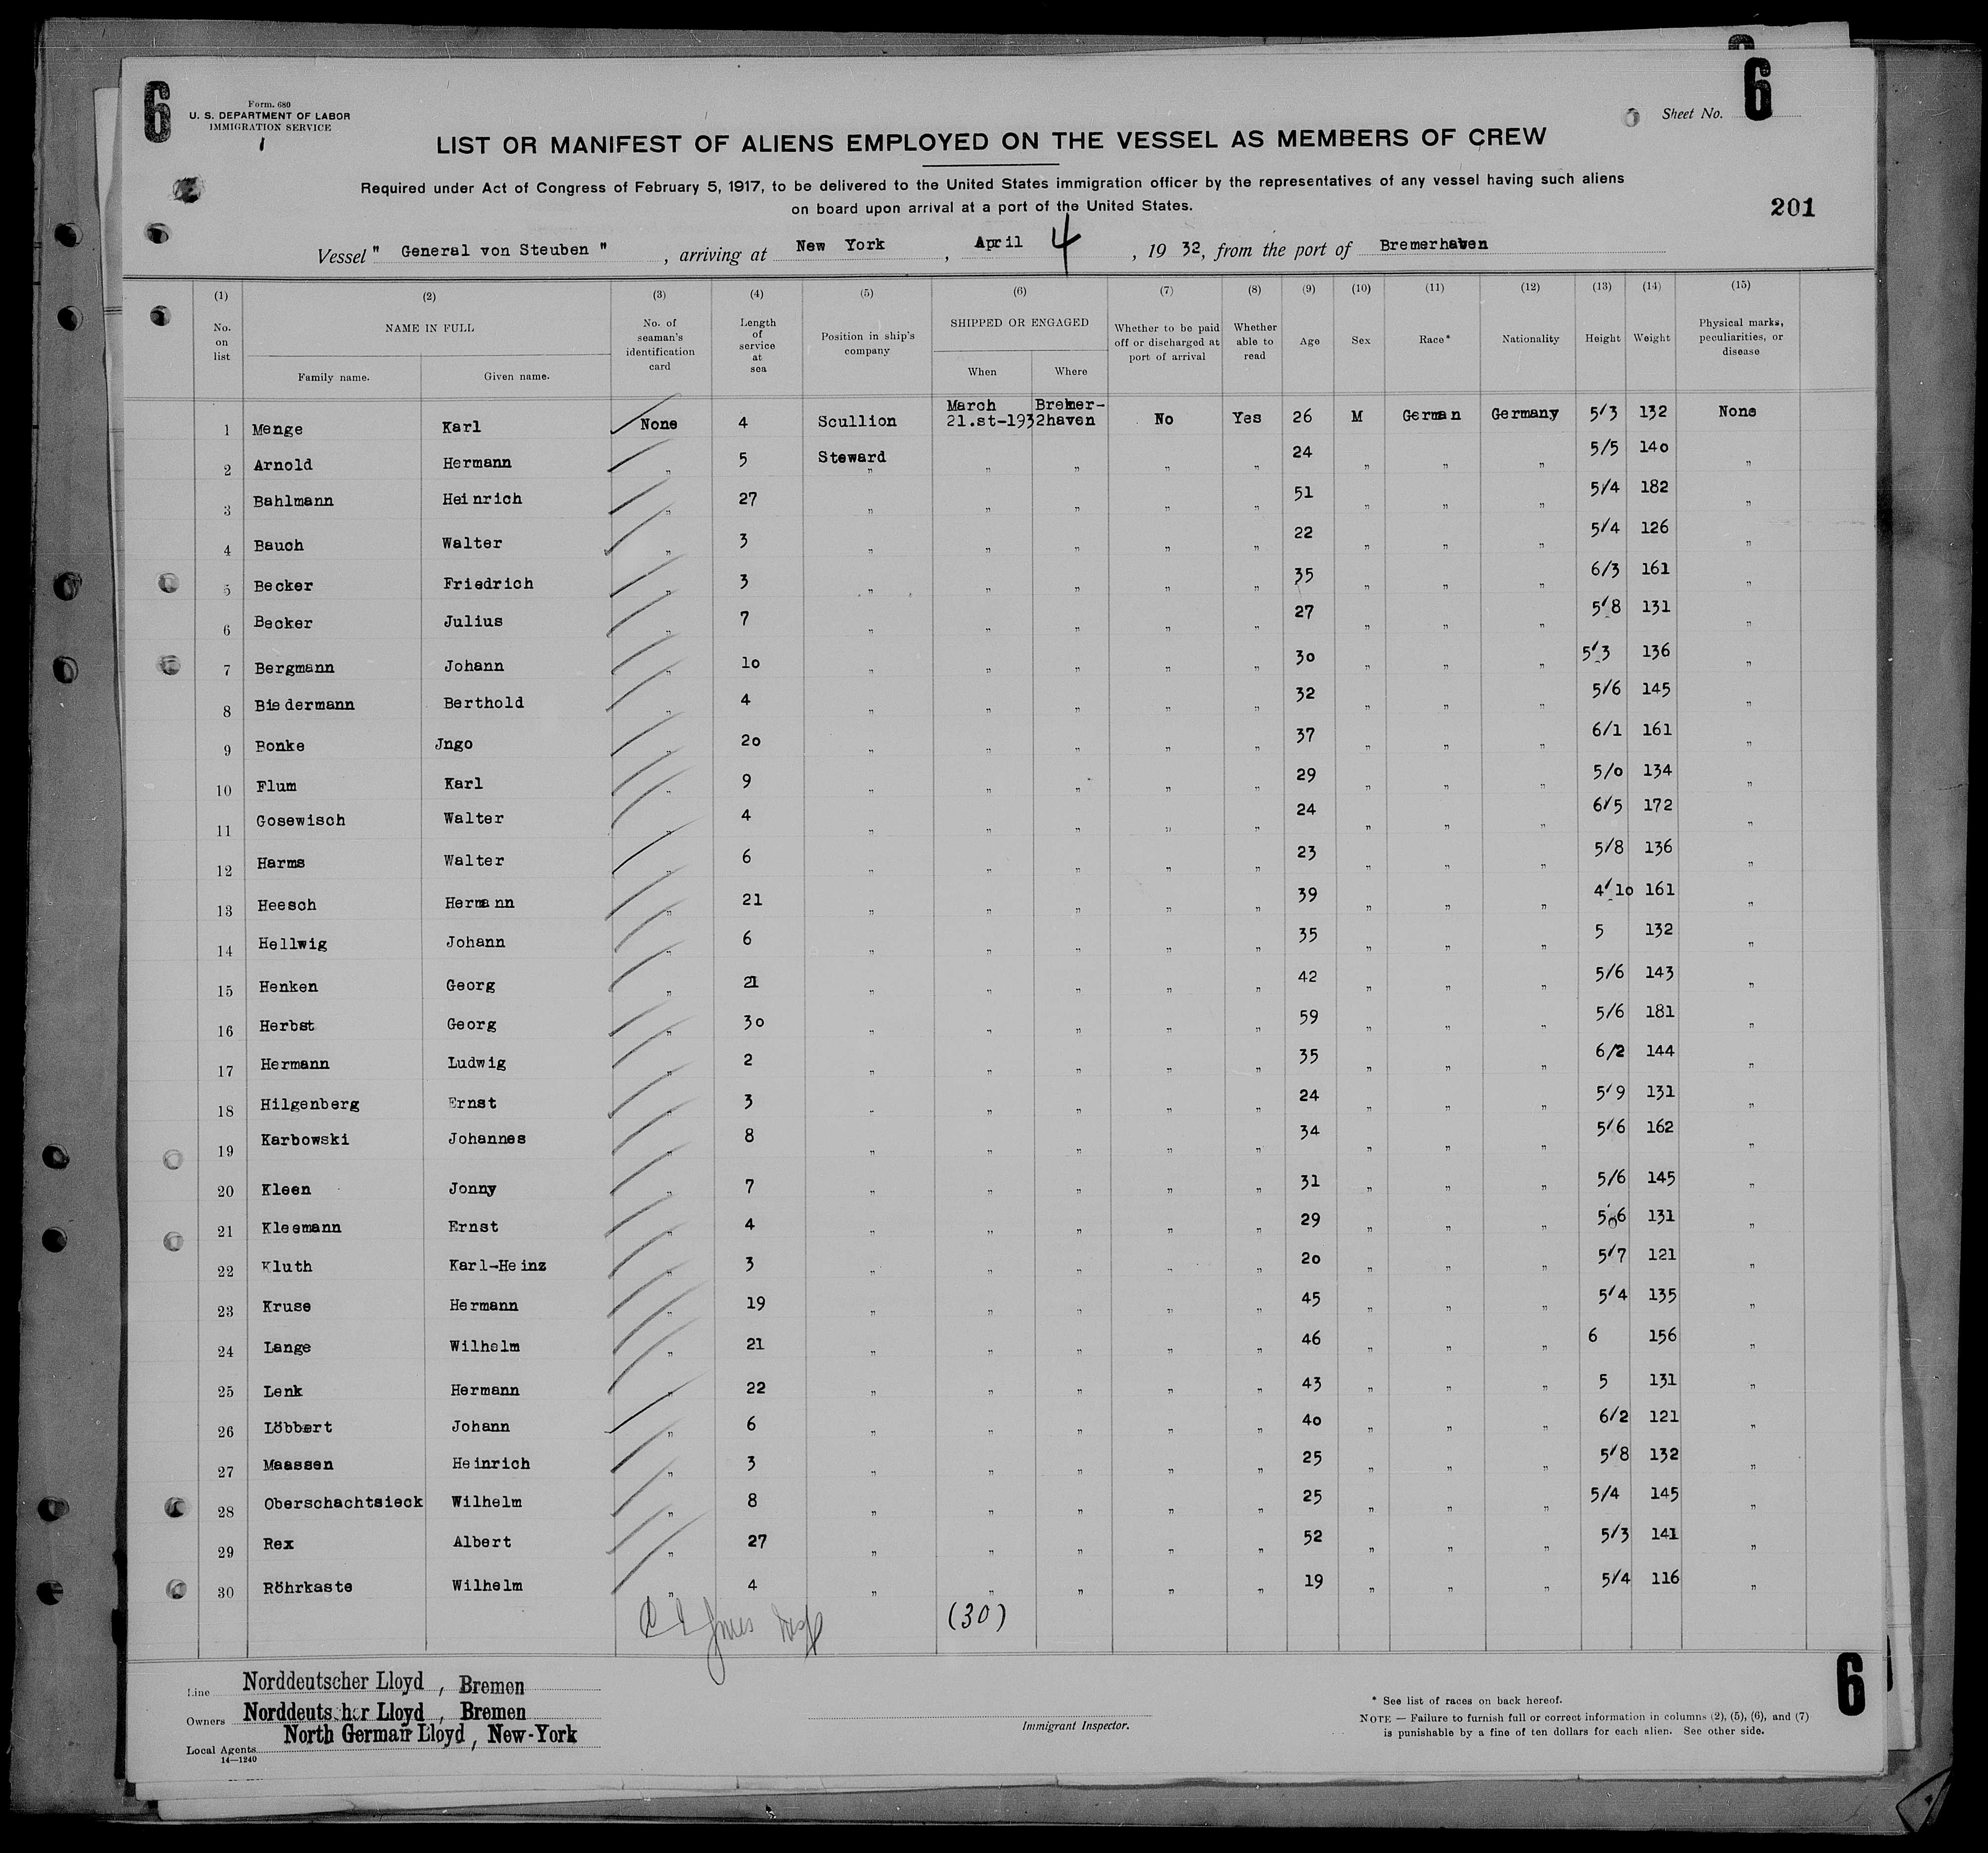 6
6
Form. 680
U. S. DEPARTMENT OF LABOR
IMMIGRATION SERVICE
Sheet No. 6
LIST OR MANIFEST OF ALIENS EMPLOYED ON THE VESSEL AS MEMBERS OF CREW
Required under Act of Congress of February 5, 1917, to be delivered to the United States immigration officer by the representatives of any vessel having such aliens
on board upon arrival at a port of the United States.
201
Vessel " General von Steuben ", arriving at New York, April 4, 1932, from the port of Bremerhaven
(1) (2) (3) (4) (5) (6) (7) (8) (9) (10) (11) (12) (13) (14) (15)
No. on list NAME IN FULL Family name. Given name. No. of seaman's identification card Length of service at sea Position in ship's company SHIPPED OR ENGAGED When Where Whether to be paid off or discharged at port of arrival Whether able to read Age Sex Race* Nationality Height Weight Physical marks, peculiarities, or disease
1 Menge Karl None 4 Scullion March 21.st-1932 Bremer-haven No Yes 26 M German Germany 5/3 132 None
2 Arnold Hermann " 5 Steward " " " " 24 " " " 5/5 140 "
3 Bahlmann Heinrich " 27 " " " " " 51 " " " 5/4 182 "
4 Bauch Walter " 3 " " " " " 22 " " " 5/4 126 "
5 Becker Friedrich " 3 " " " " " 35 " " " 6/3 161 "
6 Becker Julius " 7 " " " " " 27 " " " 5/8 131 "
7 Bergmann Johann " 10 " " " " " 30 " " " 5/3 136 "
8 Biedermann Berthold " 4 " " " " " 32 " " " 5/6 145 "
9 Bonke Jngo " 20 " " " " " 37 " " " 6/1 161 "
10 Flum Karl " 9 " " " " " 29 " " " 5/0 134 "
11 Gosewisch Walter " 4 " " " " " 24 " " " 6/5 172 "
12 Harms Walter " 6 " " " " " 23 " " " 5/8 136 "
13 Heesch Hermann " 21 " " " " " 39 " " " 4/10 161 "
14 Hellwig Johann " 6 " " " " " 35 " " " 5 132 "
15 Henken Georg " 21 " " " " " 42 " " " 5/6 143 "
16 Herbst Georg " 30 " " " " " 59 " " " 5/6 181 "
17 Hermann Ludwig " 2 " " " " " 35 " " " 6/2 144 "
18 Hilgenberg Ernst " 3 " " " " " 24 " " " 5/9 131 "
19 Karbowski Johannes " 8 " " " " " 34 " " " 5/6 162 "
20 Kleen Jonny " 7 " " " " " 31 " " " 5/6 145 "
21 Kleemann Ernst " 4 " " " " " 29 " " " 5/6 131 "
22 Kluth Karl-Heinz " 3 " " " " " 20 " " " 5/7 121 "
23 Kruse Hermann " 19 " " " " " 45 " " " 5/4 135 "
24 Lange Wilhelm " 21 " " " " " 46 " " " 6 156 "
25 Lenk Hermann " 22 " " " " " 43 " " " 5 131 "
26 Löbbert Johann " 6 " " " " " 40 " " " 6/2 121 "
27 Maassen Heinrich " 3 " " " " " 25 " " " 5/8 132 "
28 Oberschachtsieck Wilhelm " 8 " " " " " 25 " " " 5/4 145 "
29 Rex Albert " 27 " " " " " 52 " " " 5/3 141 "
30 Röhrkaste Wilhelm " 4 " " " " " 19 " " " 5/4 116 "
(30)
Line Norddeutscher Lloyd, Bremen
Owners Norddeutscher Lloyd, Bremen
Local Agents North German Lloyd, New-York
14—1240
Immigrant Inspector.
* See list of races on back hereof.
NOTE — Failure to furnish full or correct information in columns (2), (5), (6), and (7)
is punishable by a fine of ten dollars for each alien. See other side.
6